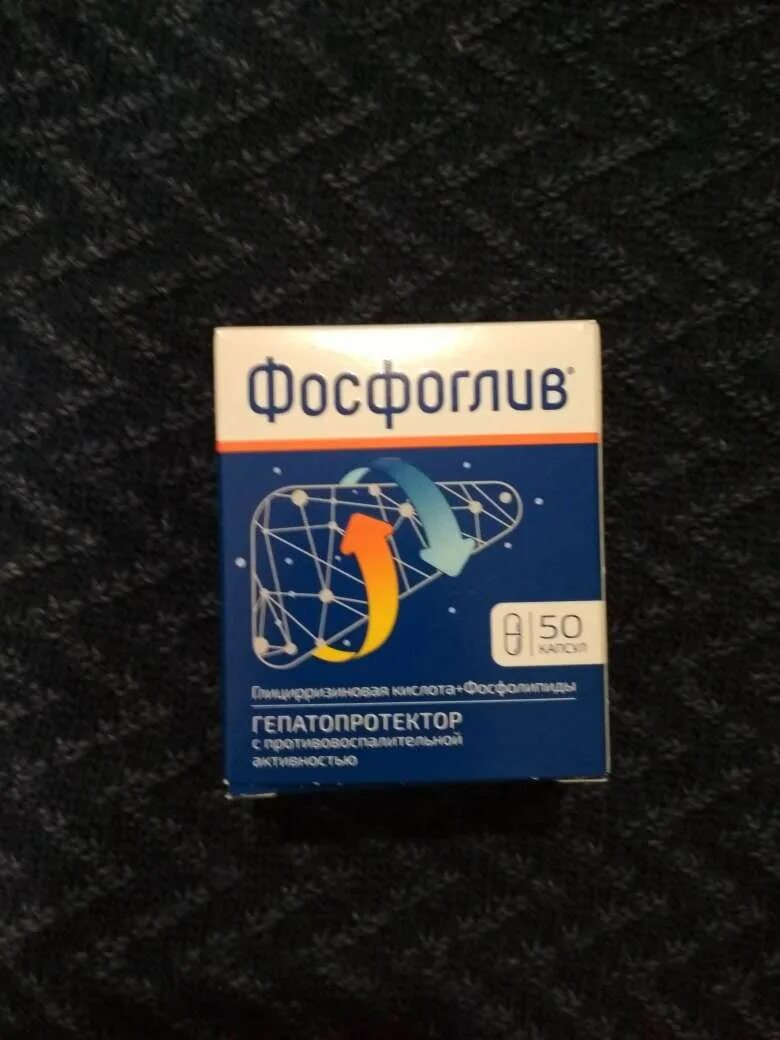 Фосфоглив®
50
капсул
Глицирризиновая кислота+Фосфолипиды
ГЕПАТОПРОТЕКТОР
с противовоспалительной
активностью